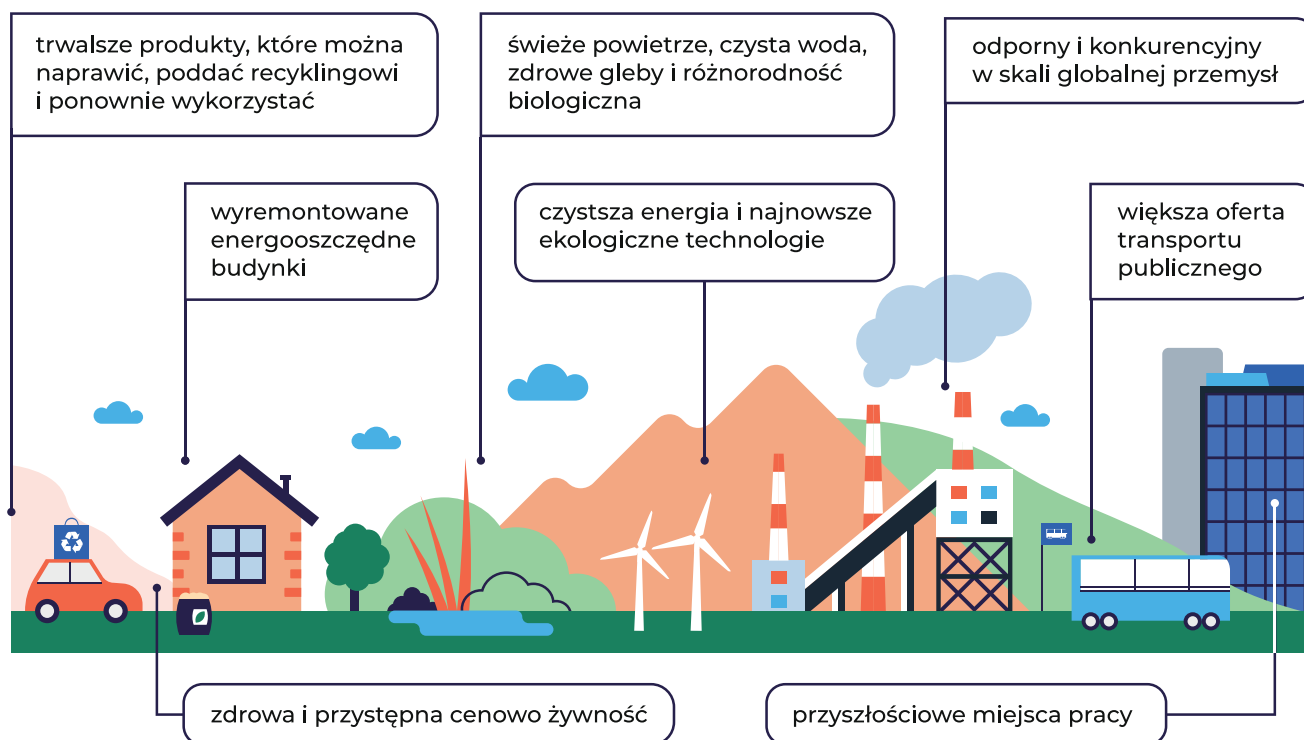 trwalsze produkty, które można
naprawić, poddać recyklingowi
i ponownie wykorzystać
świeże powietrze, czysta woda,
zdrowe gleby i różnorodność
biologiczna
odporny i konkurencyjny
w skali globalnej przemysł
wyremontowane
energooszczędne
budynki
czystsza energia i najnowsze
ekologiczne technologie
większa oferta
transportu
publicznego
zdrowa i przystępna cenowo żywność
przyszłościowe miejsca pracy